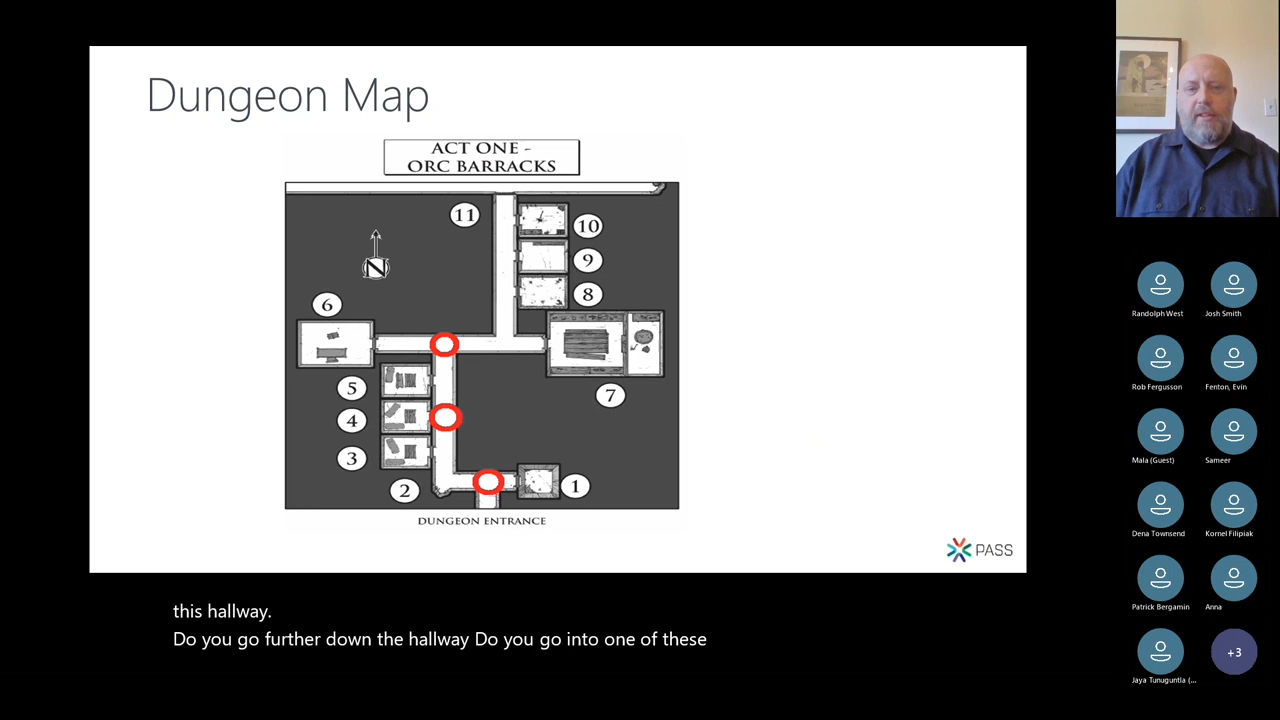 Dungeon Map
ACT ONE -
ORC BARRACKS
11
10
9
8
N
6
5
4
3
7
2
1
DUNGEON ENTRANCE
PASS
this hallway.
Do you go further down the hallway Do you go into one of these
Randolph West
Josh Smith
Rob Fergusson
Fenton, Evin
Mala (Guest)
Sameer
Dena Townsend
Kornel Filipiak
Patrick Bergamin
Anna
Jaya Tunuguntla (...
+3